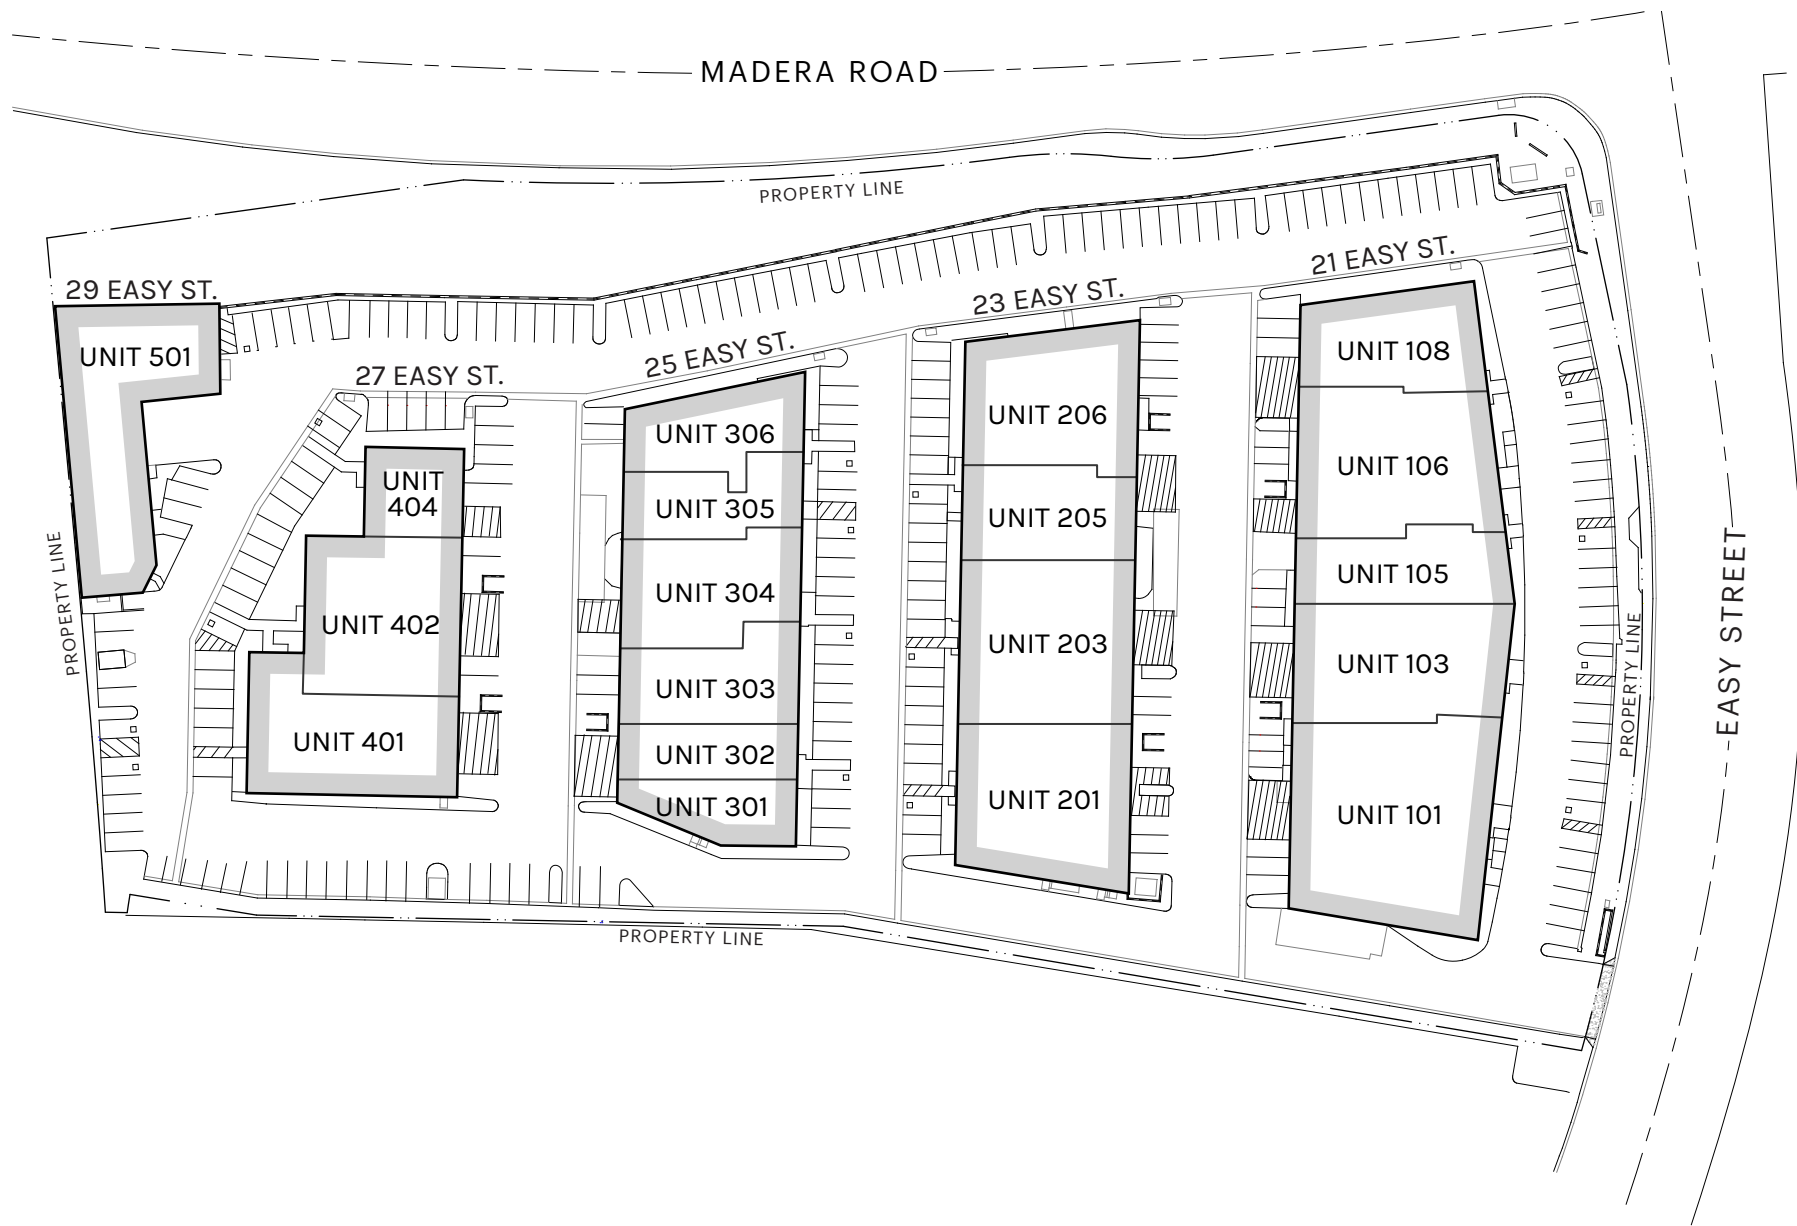 MADERA ROAD
PROPERTY LINE
21 EASY ST.
23 EASY ST.
29 EASY ST.
25 EASY ST.
27 EASY ST.
UNIT 501
UNIT 404
UNIT 402
UNIT 401
UNIT 306
UNIT 305
UNIT 304
UNIT 303
UNIT 302
UNIT 301
UNIT 206
UNIT 205
UNIT 203
UNIT 201
UNIT 108
UNIT 106
UNIT 105
UNIT 103
UNIT 101
PROPERTY LINE
PROPERTY LINE
EASY STREET
PROPERTY LINE